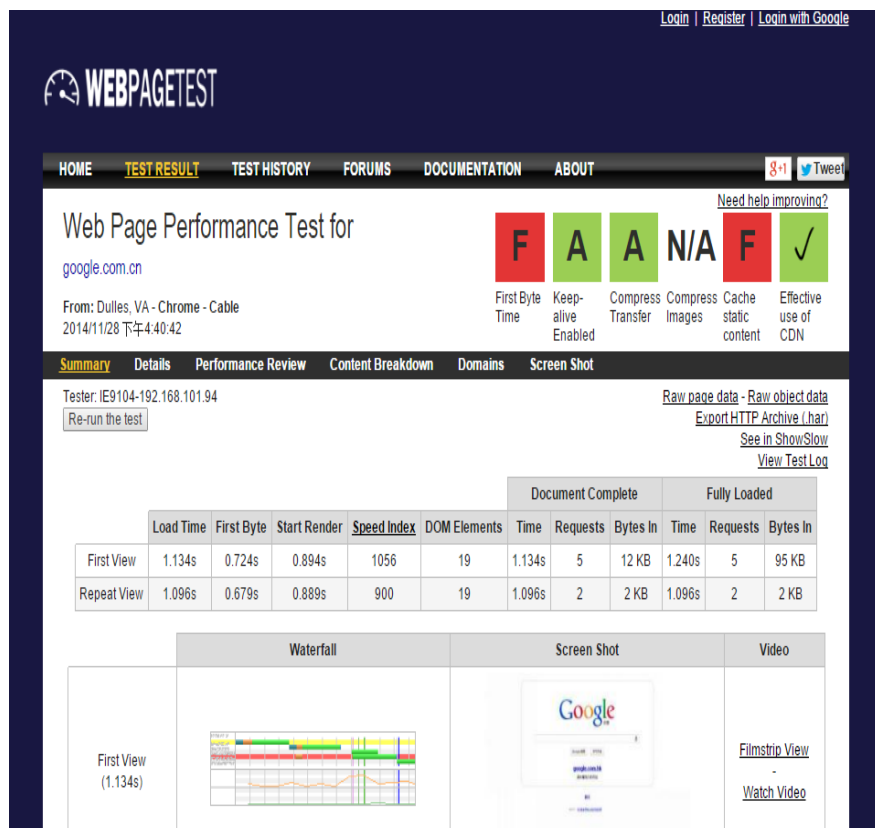 Login | Register | Login with Google
WEBPAGETEST
HOME TEST RESULT TEST HISTORY FORUMS DOCUMENTATION ABOUT g+1 Tweet
Need help improving?
Web Page Performance Test for
google.com.cn
From: Dulles, VA - Chrome - Cable
2014/11/28 下午4:40:42
F A A N/A F ✓
First Byte Time
Keep-alive Enabled
Compress Transfer
Compress Images
Cache static content
Effective use of CDN
Summary Details Performance Review Content Breakdown Domains Screen Shot
Tester: IE9104-192.168.101.94
Re-run the test
Raw page data - Raw object data
Export HTTP Archive (.har)
See in ShowSlow
View Test Log
Document Complete Fully Loaded
Load Time First Byte Start Render Speed Index DOM Elements Time Requests Bytes In Time Requests Bytes In
First View 1.134s 0.724s 0.894s 1056 19 1.134s 5 12 KB 1.240s 5 95 KB
Repeat View 1.096s 0.679s 0.889s 900 19 1.096s 2 2 KB 1.096s 2 2 KB
Waterfall Screen Shot Video
First View
(1.134s)
Google
google.com.hk
Filmstrip View
-
Watch Video